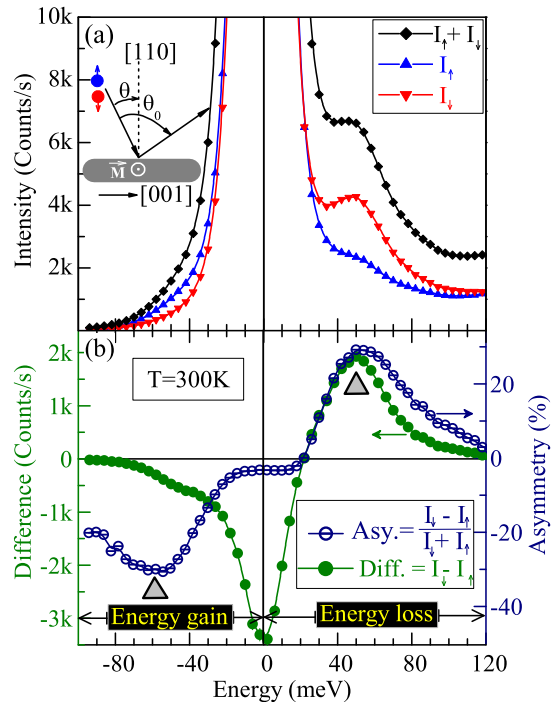 (a)
[110]
θ
θ₀
M
[001]
I↑+ I↓
I↑
I↓
Intensity (Counts/s)
10k
8k
6k
4k
2k
(b)
T=300K
Difference (Counts/s)
2k
1k
0
-1k
-2k
-3k
Asymmetry (%)
20
0
-20
-40
Asy.= I↓ - I↑
I↓+ I↑
Diff. = I↓- I↑
Energy gain
Energy loss
-80
-40
0
40
80
120
Energy (meV)